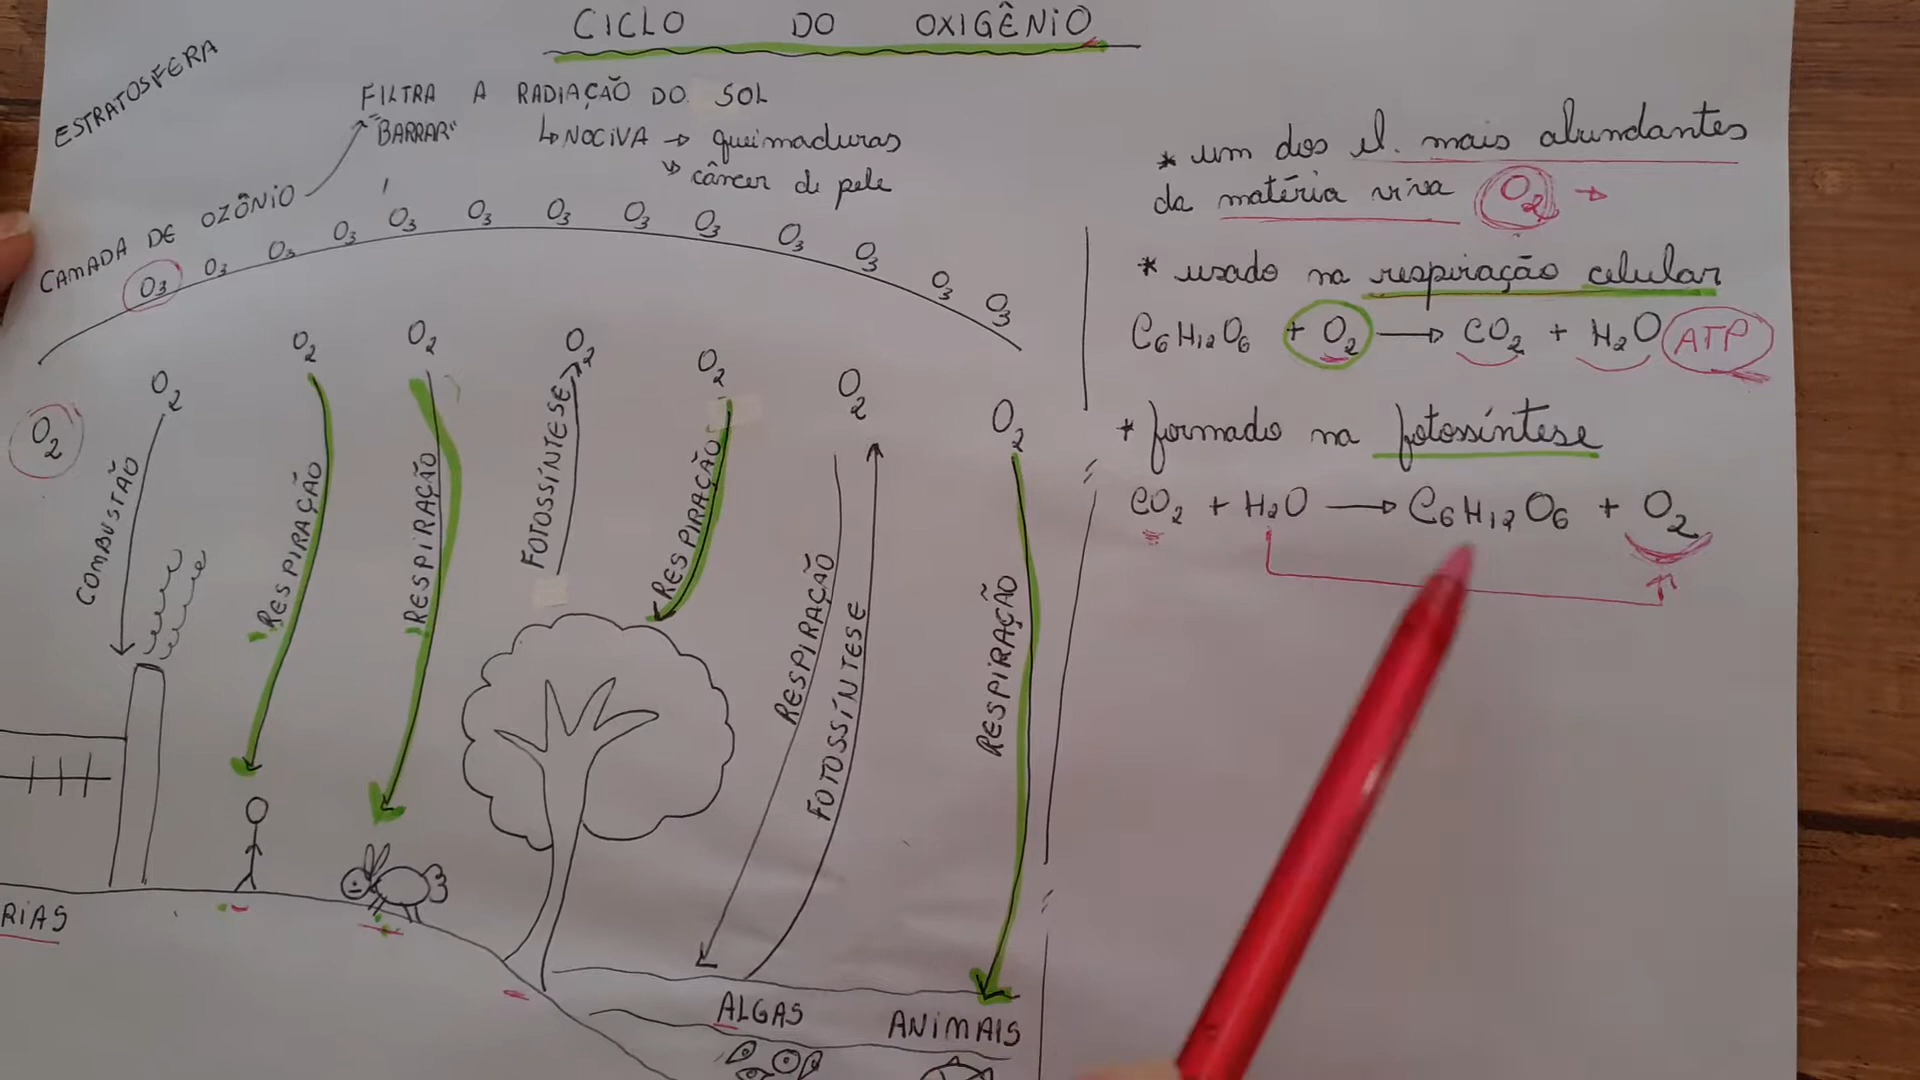 CICLO DO OXIGÊNIO
ESTRATOSFERA
FILTRA A RADIAÇÃO DO SOL
"BARRAR"
↳ NOCIVA → queimaduras
↘ câncer de pele
CAMADA DE OZÔNIO
O₃ O₃ O₃ O₃ O₃ O₃ O₃ O₃ O₃ O₃ O₃ O₃ O₃
O₂ O₂ O₂ O₂ O₂ O₂ O₂
O₂
COMBUSTÃO
RESPIRAÇÃO
RESPIRAÇÃO
FOTOSSÍNTESE
RESPIRAÇÃO
RESPIRAÇÃO
FOTOSSÍNTESE
RESPIRAÇÃO
RIAS
ALGAS
ANIMAIS
* um dos el. mais abundantes
da matéria viva O₂ →
* usado na respiração celular
C₆H₁₂O₆ + O₂ → CO₂ + H₂O ATP
* formado na fotossíntese
CO₂ + H₂O → C₆H₁₂O₆ + O₂